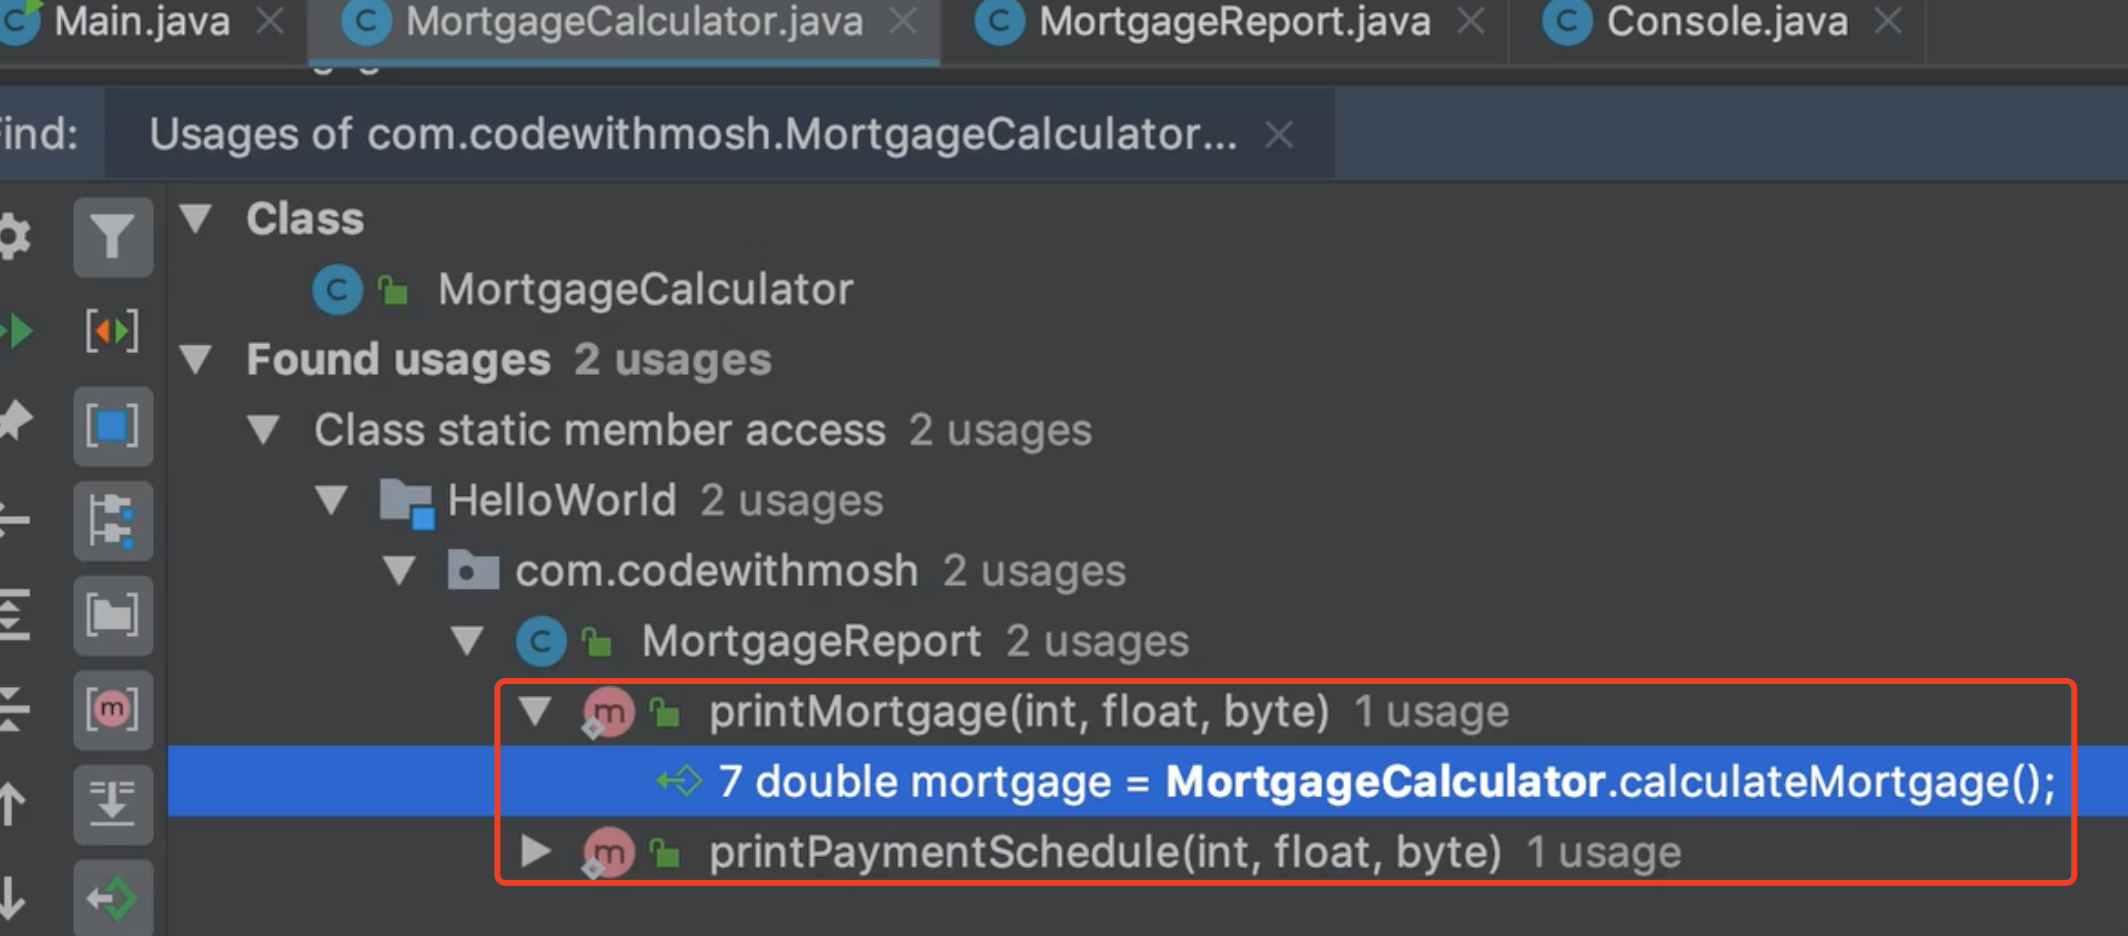 Main.java MortgageCalculator.java MortgageReport.java Console.java
ind: Usages of com.codewithmosh.MortgageCalculator...
Class
C MortgageCalculator
Found usages 2 usages
Class static member access 2 usages
HelloWorld 2 usages
com.codewithmosh 2 usages
C MortgageReport 2 usages
m printMortgage(int, float, byte) 1 usage
7 double mortgage = MortgageCalculator.calculateMortgage();
m printPaymentSchedule(int, float, byte) 1 usage